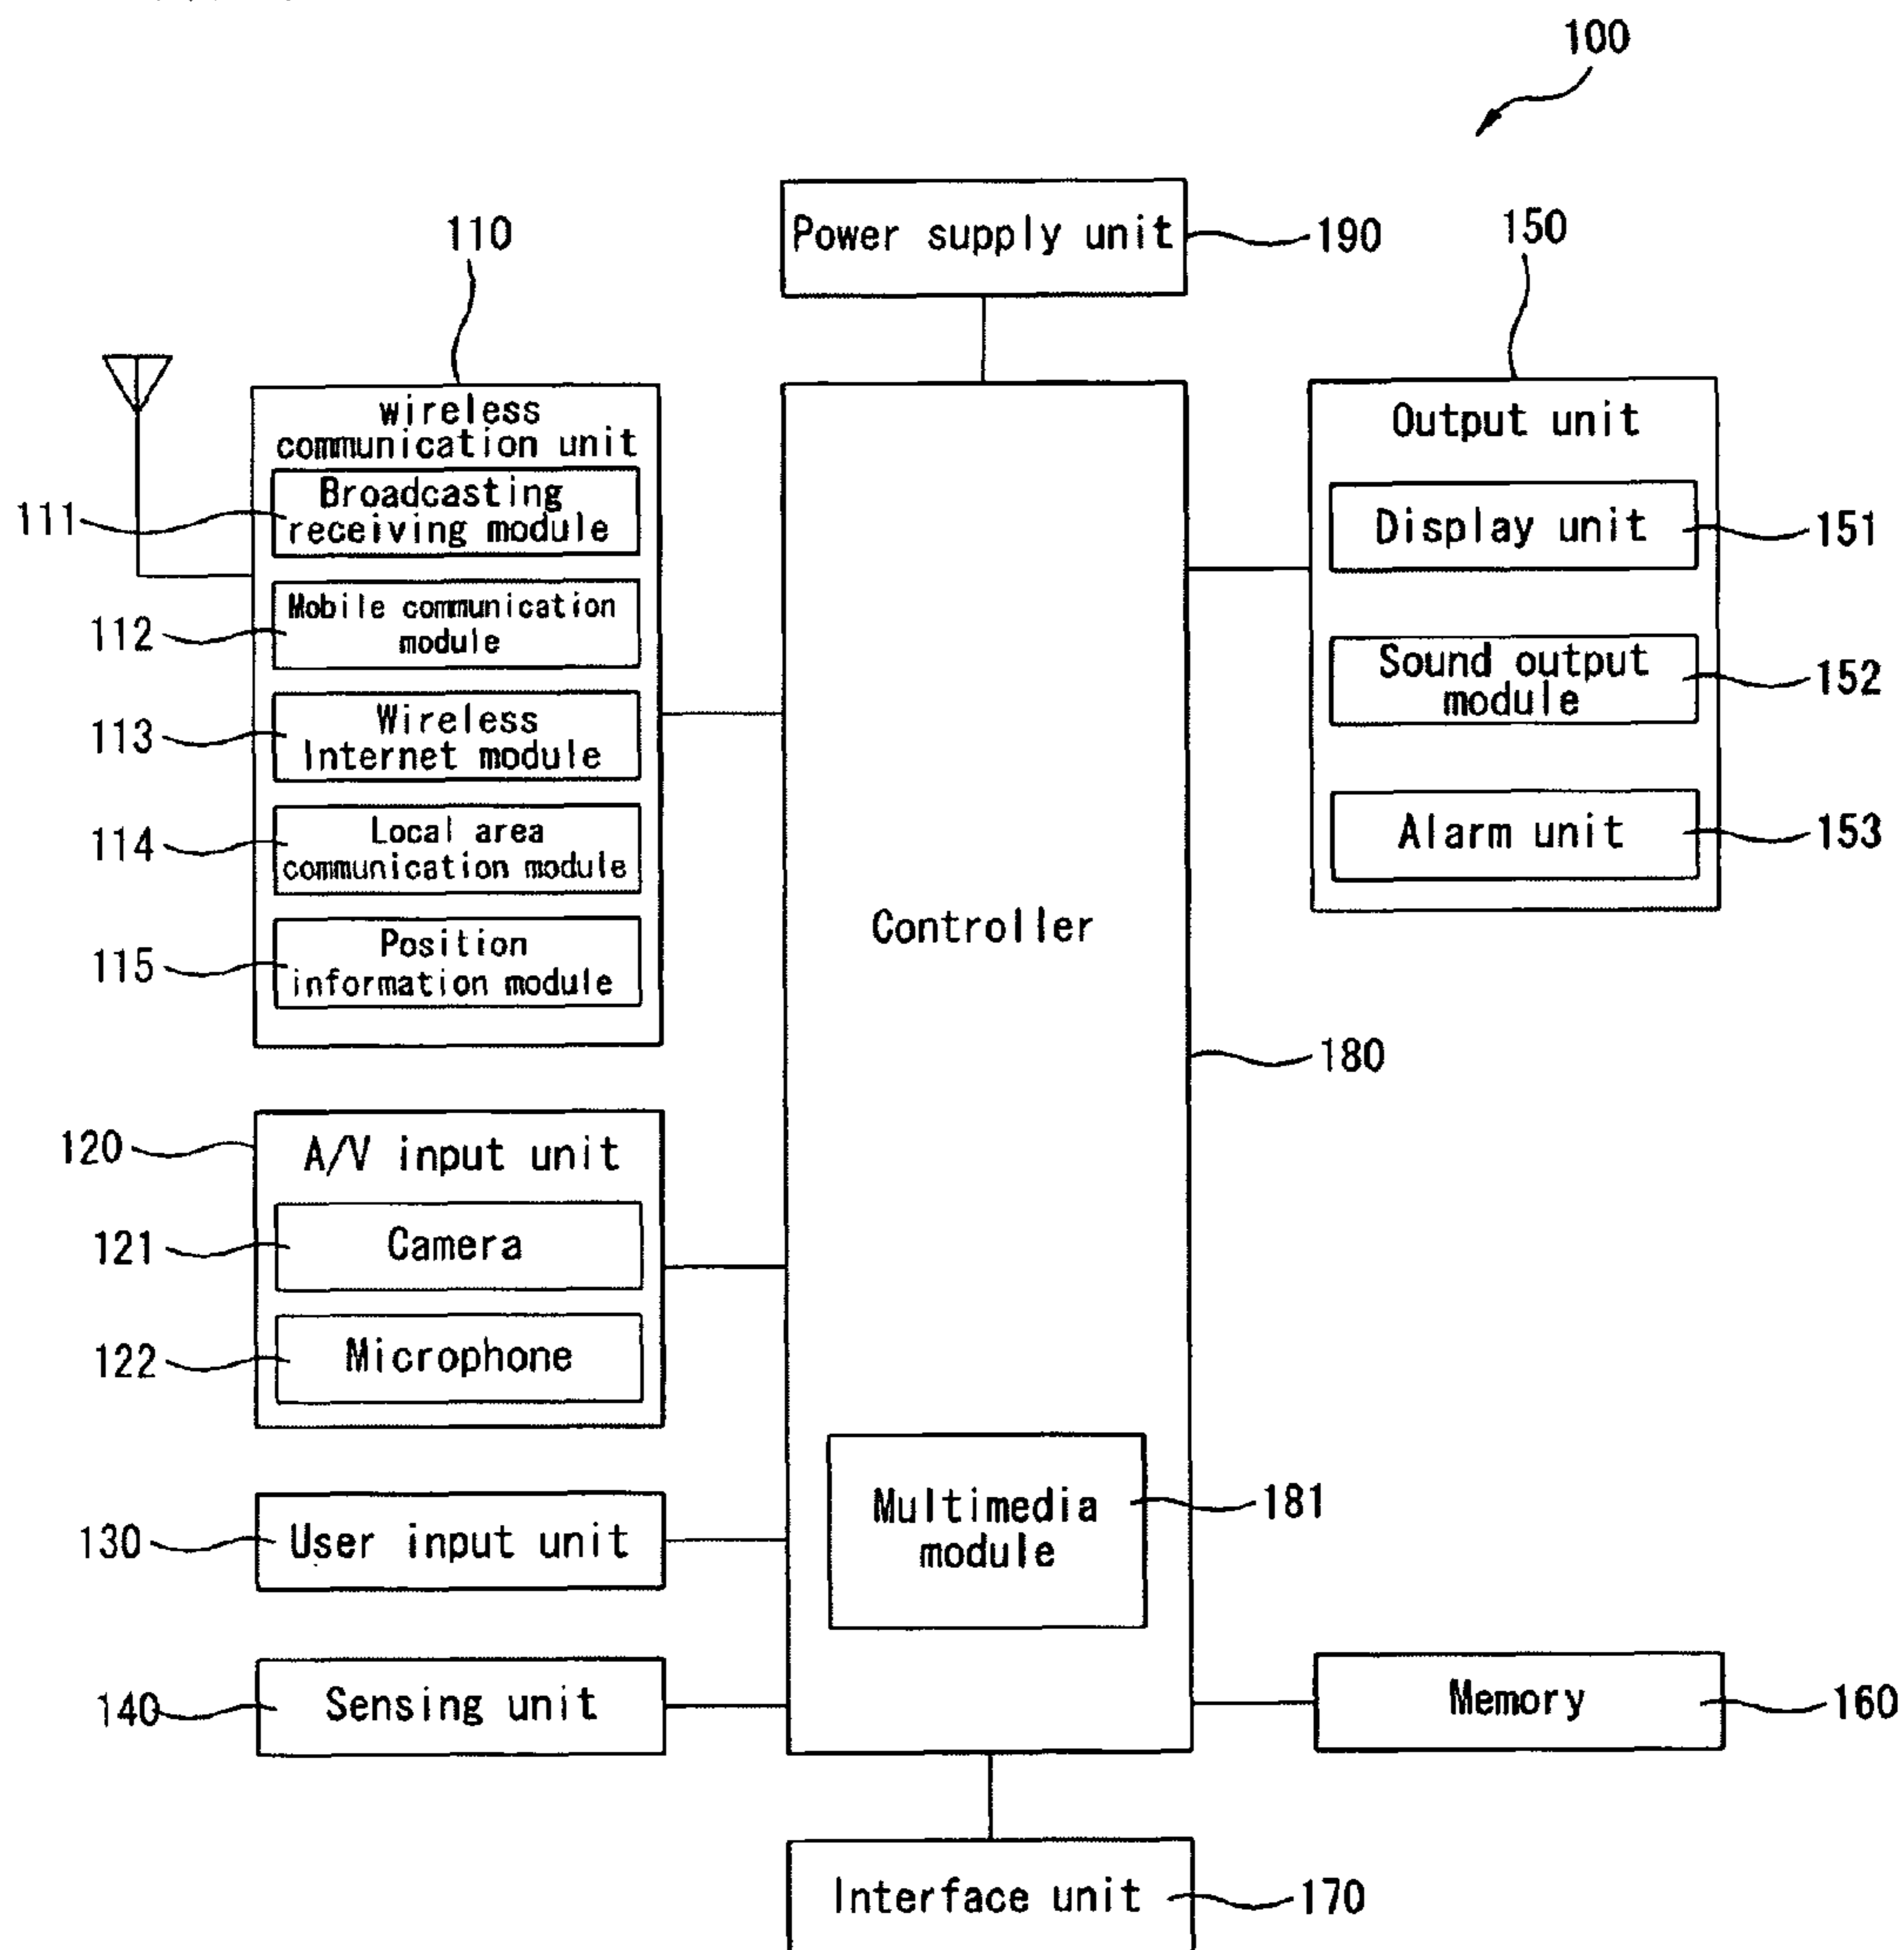 100
Power supply unit
190
110
150
wireless
communication unit
Broadcasting
receiving module
111
Mobile communication
module
112
Wireless
Internet module
113
Local area
communication module
114
Position
information module
115
Output unit
Display unit
151
Sound output
module
152
Alarm unit
153
Controller
180
120
A/V input unit
121
Camera
122
Microphone
Multimedia
module
181
130
User input unit
140
Sensing unit
Memory
160
Interface unit
170